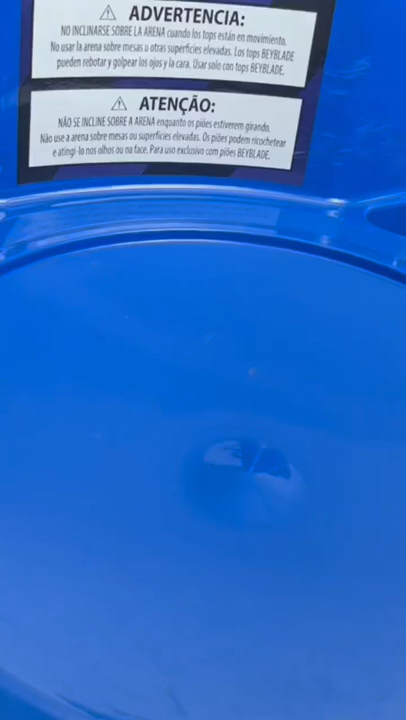 ⚠ ADVERTENCIA:
NO INCLINARSE SOBRE LA ARENA cuando los tops están en movimiento.
No usar la arena sobre mesas u otras superficies elevadas. Los tops BEYBLADE
pueden rebotar y golpear los ojos y la cara. Usar solo con tops BEYBLADE.
⚠ ATENÇÃO:
NÃO SE INCLINE SOBRE A ARENA enquanto os piões estiverem girando.
Não use a arena sobre mesas ou superfícies elevadas. Os piões podem ricochetear
e atingi-lo nos olhos ou na face. Para uso exclusivo com piões BEYBLADE.